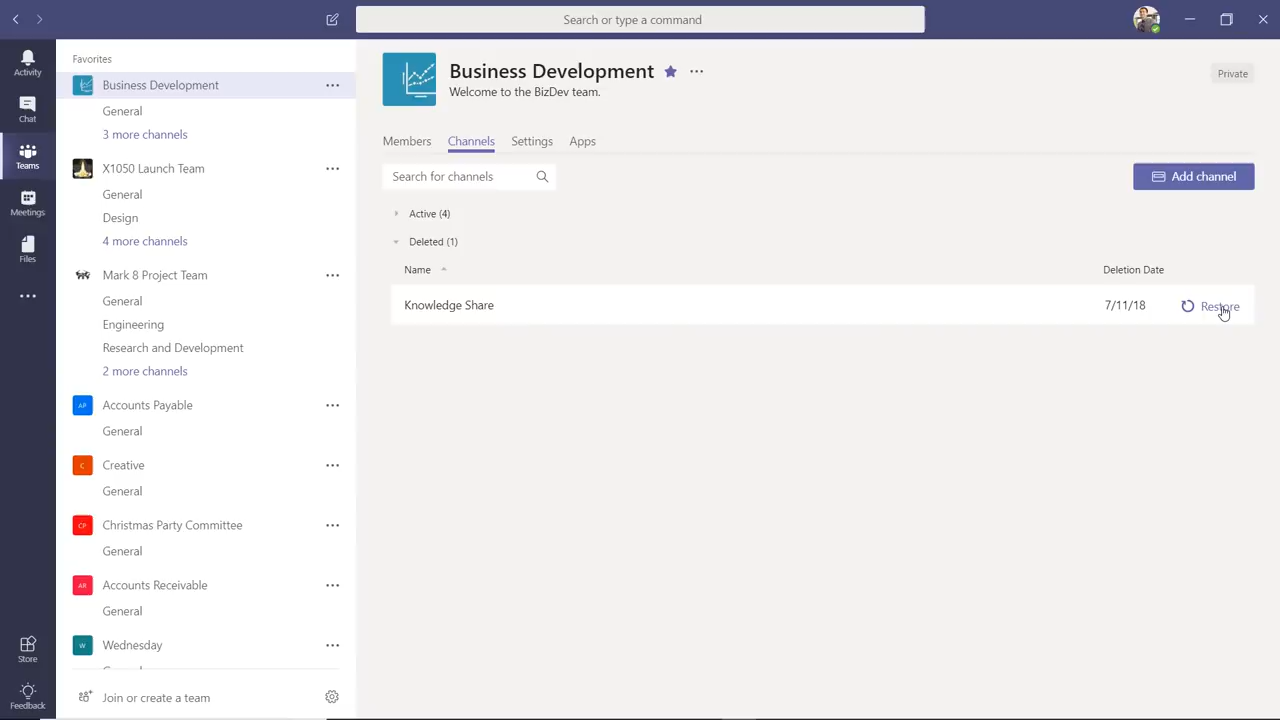 Search or type a command
Activity
Chat
Teams
Meetings
Files
Store
Feedback
Favorites
Business Development
General
3 more channels
X1050 Launch Team
General
Design
4 more channels
Mark 8 Project Team
General
Engineering
Research and Development
2 more channels
AP Accounts Payable
General
C Creative
General
CP Christmas Party Committee
General
AR Accounts Receivable
General
W Wednesday
Join or create a team
Business Development
Welcome to the BizDev team.
Private
Members Channels Settings Apps
Search for channels
Add channel
Active (4)
Deleted (1)
Name Deletion Date
Knowledge Share 7/11/18 Restore